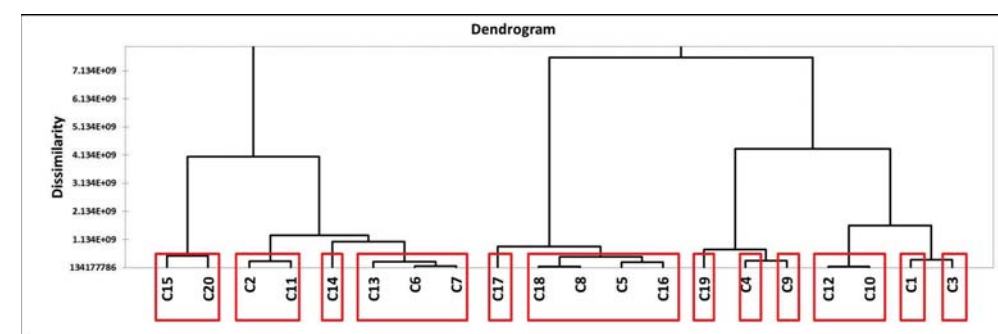 Dendrogram
Dissimilarity
7.134E+09
6.134E+09
5.134E+09
4.134E+09
3.134E+09
2.134E+09
1.134E+09
134177786
C15 C20 C2 C11 C14 C13 C6 C7 C17 C18 C8 C5 C16 C19 C4 C9 C12 C10 C1 C3